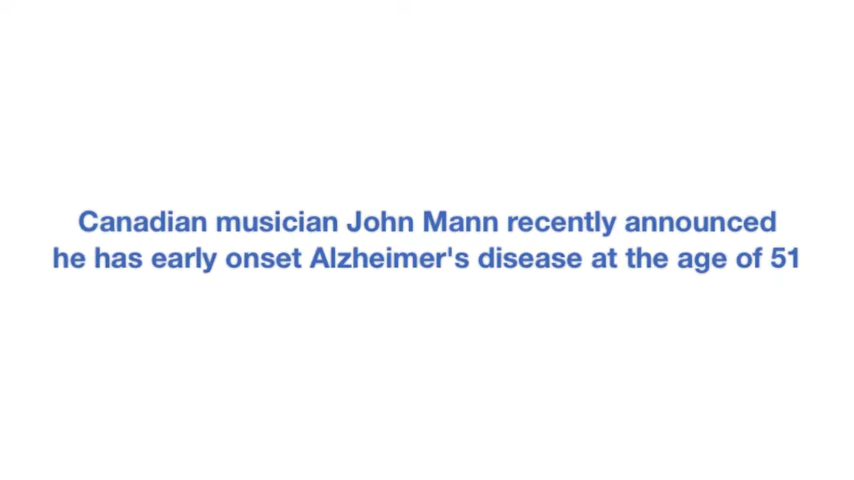 Canadian musician John Mann recently announced
he has early onset Alzheimer's disease at the age of 51